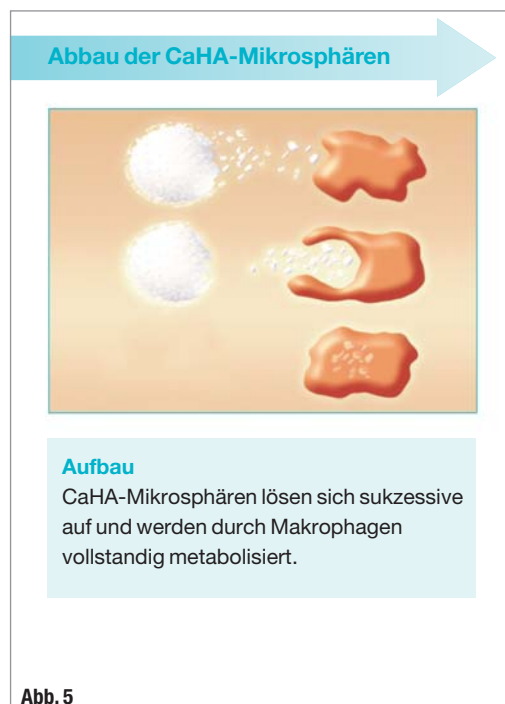 Abbau der CaHA-Mikrosphären
Aufbau
CaHA-Mikrosphären lösen sich sukzessive
auf und werden durch Makrophagen
vollstandig metabolisiert.
Abb. 5